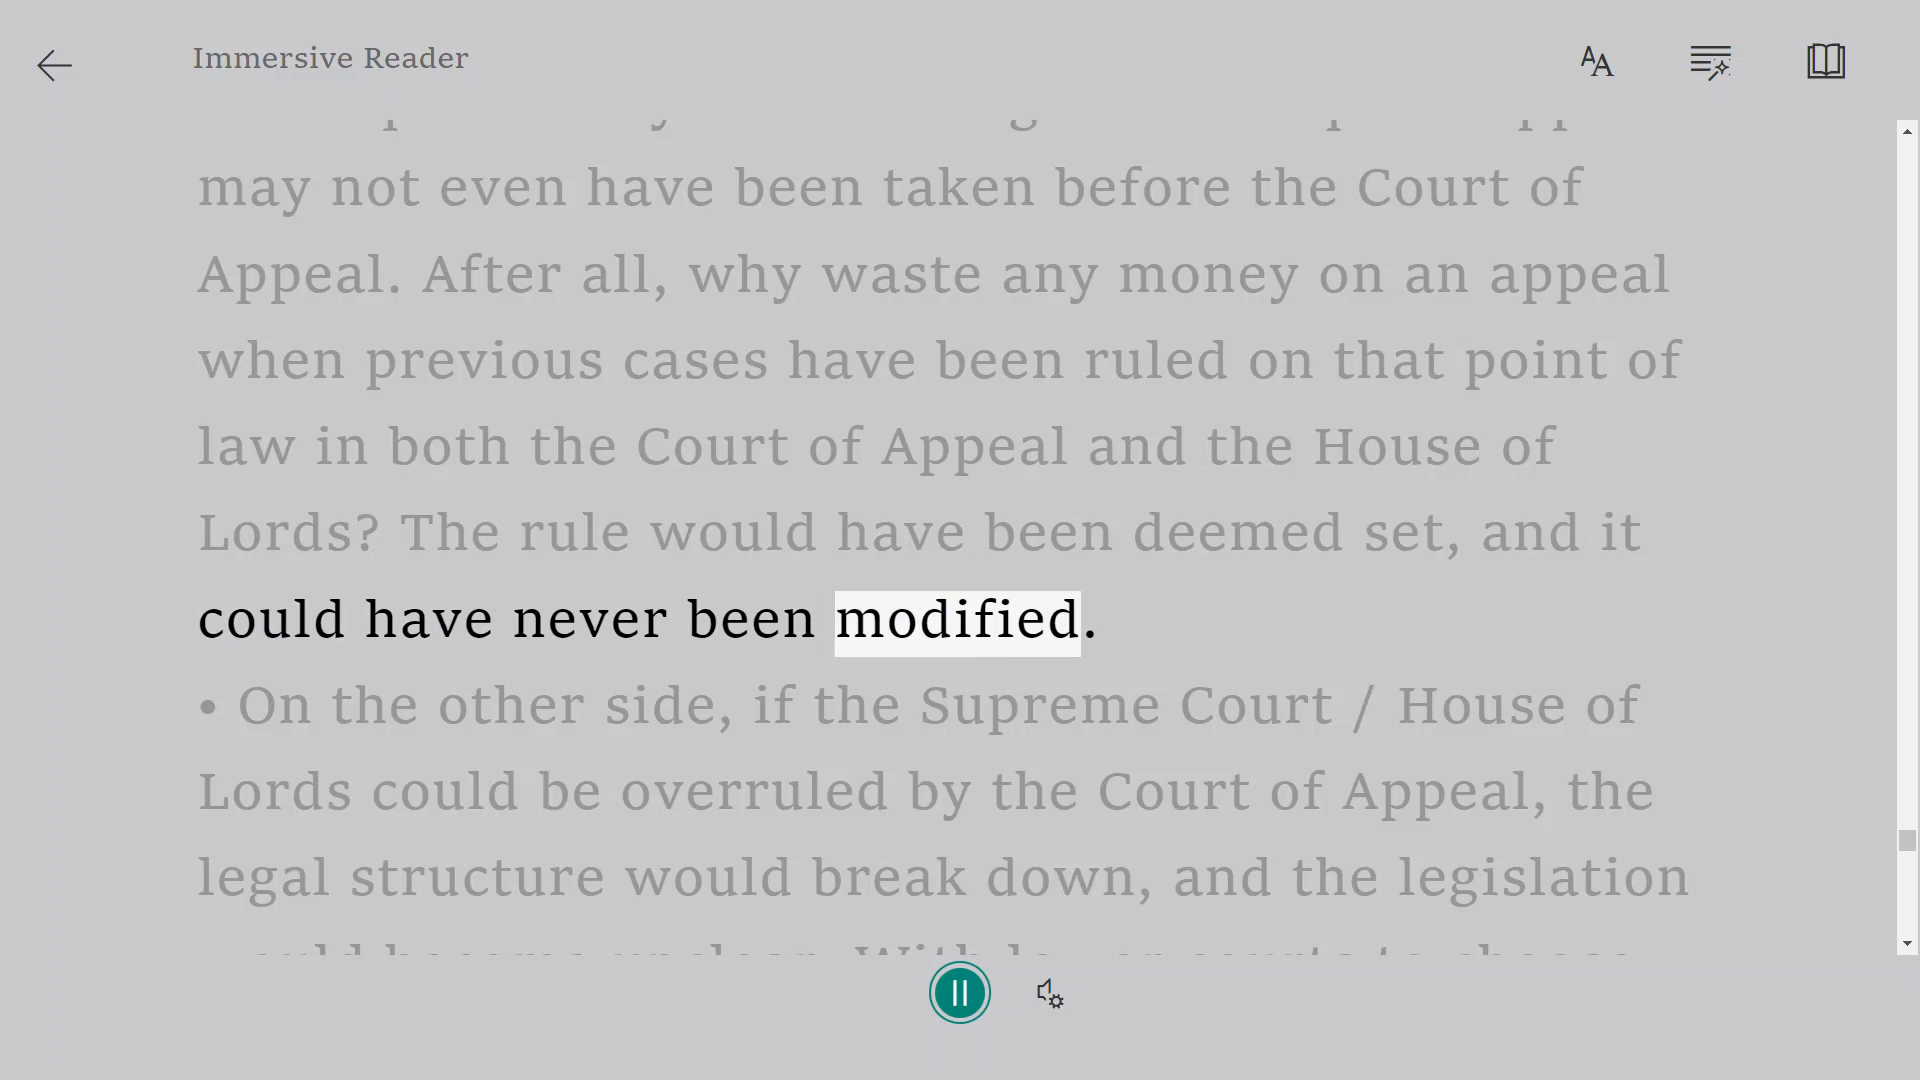 Immersive Reader
may not even have been taken before the Court of
Appeal. After all, why waste any money on an appeal
when previous cases have been ruled on that point of
law in both the Court of Appeal and the House of
Lords? The rule would have been deemed set, and it
could have never been modified.
• On the other side, if the Supreme Court / House of
Lords could be overruled by the Court of Appeal, the
legal structure would break down, and the legislation